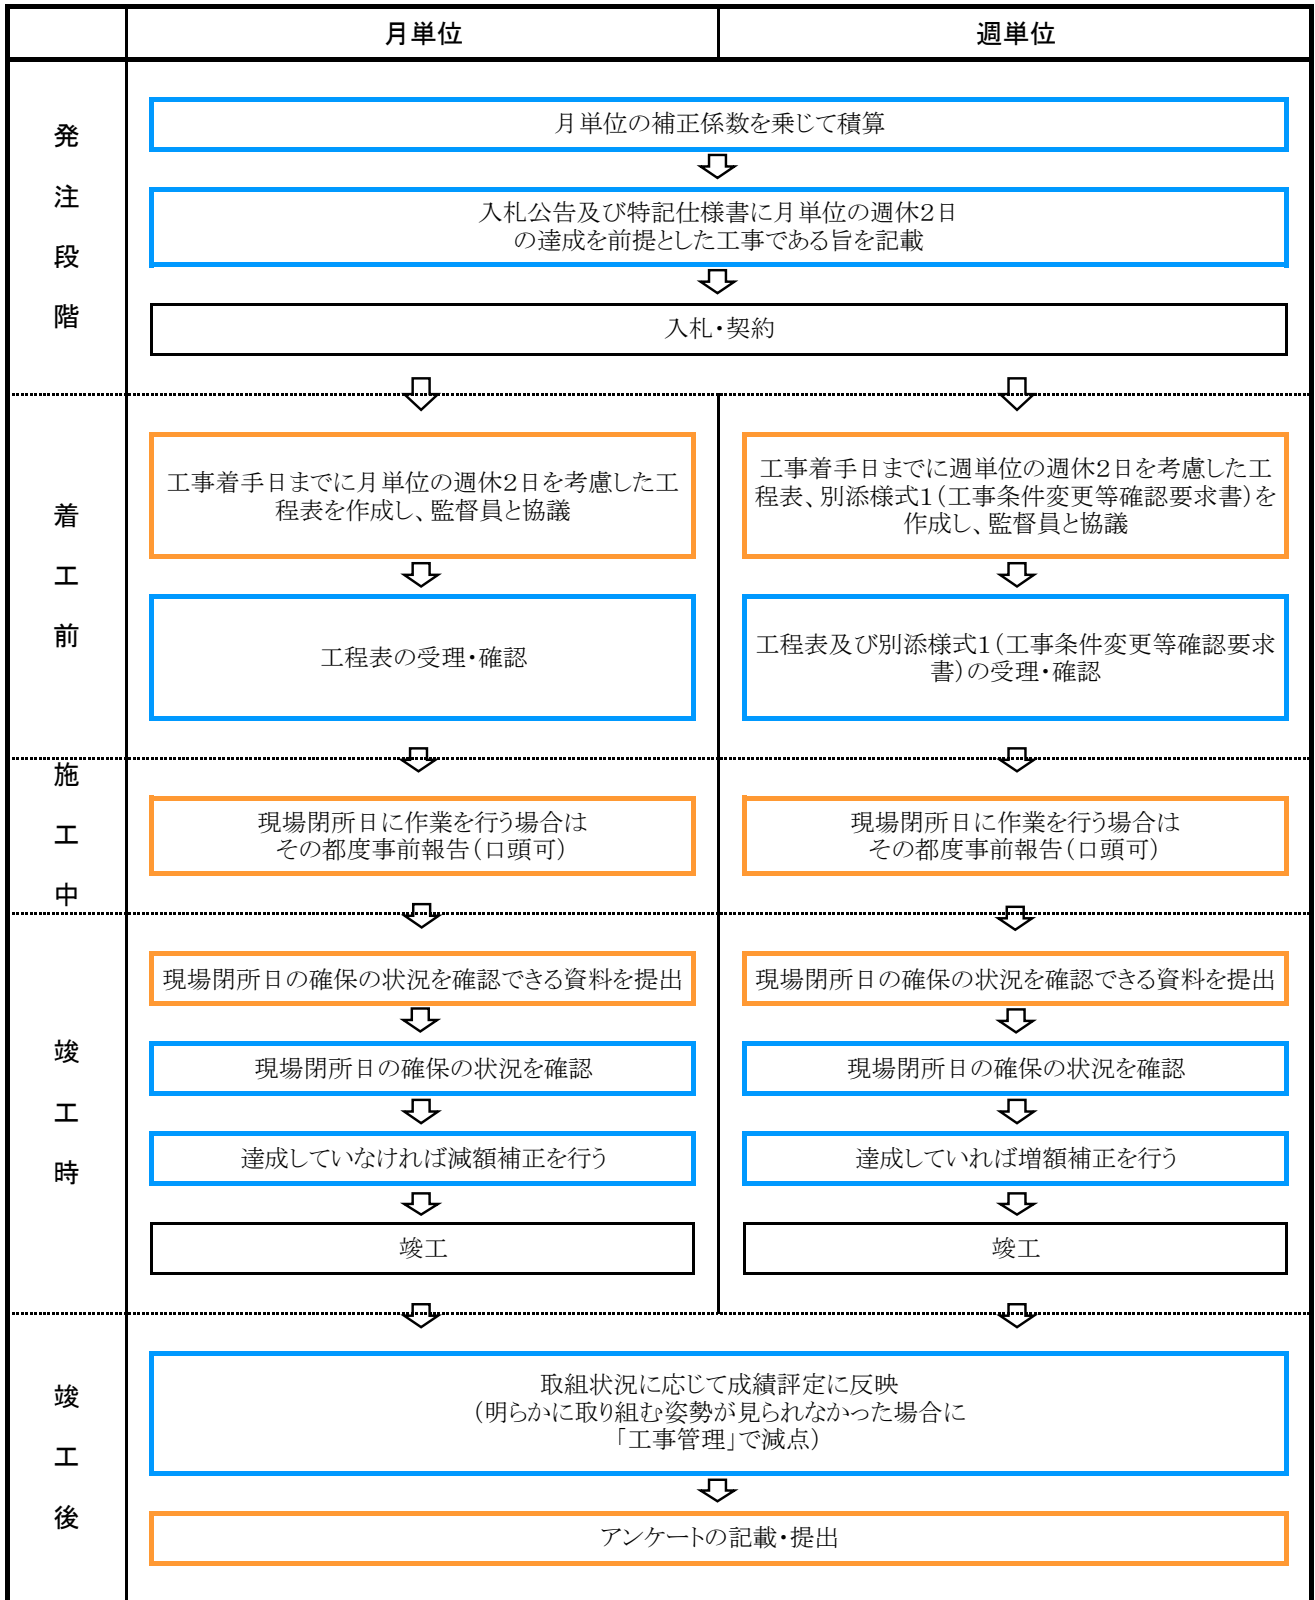 月単位
週単位
発注段階
月単位の補正係数を乗じて積算
入札公告及び特記仕様書に月単位の週休2日
の達成を前提とした工事である旨を記載
入札・契約
着工前
工事着手日までに月単位の週休2日を考慮した工
程表を作成し、監督員と協議
工事着手日までに週単位の週休2日を考慮した工
程表、別添様式1(工事条件変更等確認要求書)を
作成し、監督員と協議
工程表の受理・確認
工程表及び別添様式1(工事条件変更等確認要求
書)の受理・確認
施工中
現場閉所日に作業を行う場合は
その都度事前報告(口頭可)
現場閉所日に作業を行う場合は
その都度事前報告(口頭可)
竣工時
現場閉所日の確保の状況を確認できる資料を提出
現場閉所日の確保の状況を確認できる資料を提出
現場閉所日の確保の状況を確認
現場閉所日の確保の状況を確認
達成していなければ減額補正を行う
達成していれば増額補正を行う
竣工
竣工
竣工後
取組状況に応じて成績評定に反映
(明らかに取り組む姿勢が見られなかった場合に
「工事管理」で減点)
アンケートの記載・提出